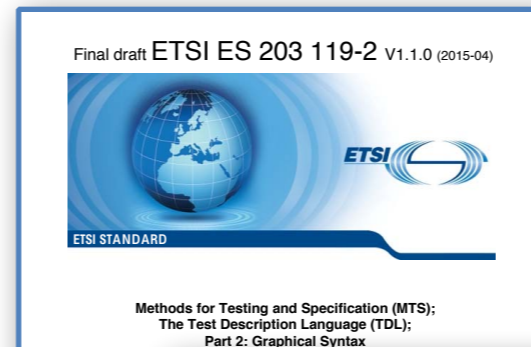 Final draft ETSI ES 203 119-2 V1.1.0 (2015-04)
ETSI
ETSI STANDARD
Methods for Testing and Specification (MTS);
The Test Description Language (TDL);
Part 2: Graphical Syntax